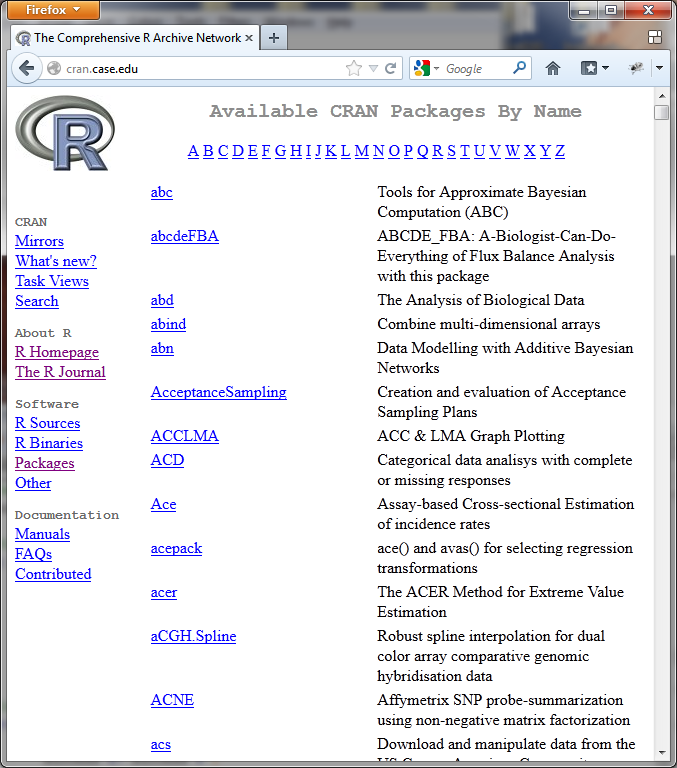 Firefox
The Comprehensive R Archive Network
cran.case.edu
Google
R
Available CRAN Packages By Name
A B C D E F G H I J K L M N O P Q R S T U V W X Y Z
CRAN
Mirrors
What's new?
Task Views
Search
About R
R Homepage
The R Journal
Software
R Sources
R Binaries
Packages
Other
Documentation
Manuals
FAQs
Contributed
abc
Tools for Approximate Bayesian
Computation (ABC)
abcdeFBA
ABCDE_FBA: A-Biologist-Can-Do-
Everything of Flux Balance Analysis
with this package
abd
The Analysis of Biological Data
abind
Combine multi-dimensional arrays
abn
Data Modelling with Additive Bayesian
Networks
AcceptanceSampling
Creation and evaluation of Acceptance
Sampling Plans
ACCLMA
ACC & LMA Graph Plotting
ACD
Categorical data analisys with complete
or missing responses
Ace
Assay-based Cross-sectional Estimation
of incidence rates
acepack
ace() and avas() for selecting regression
transformations
acer
The ACER Method for Extreme Value
Estimation
aCGH.Spline
Robust spline interpolation for dual
color array comparative genomic
hybridisation data
ACNE
Affymetrix SNP probe-summarization
using non-negative matrix factorization
acs
Download and manipulate data from the